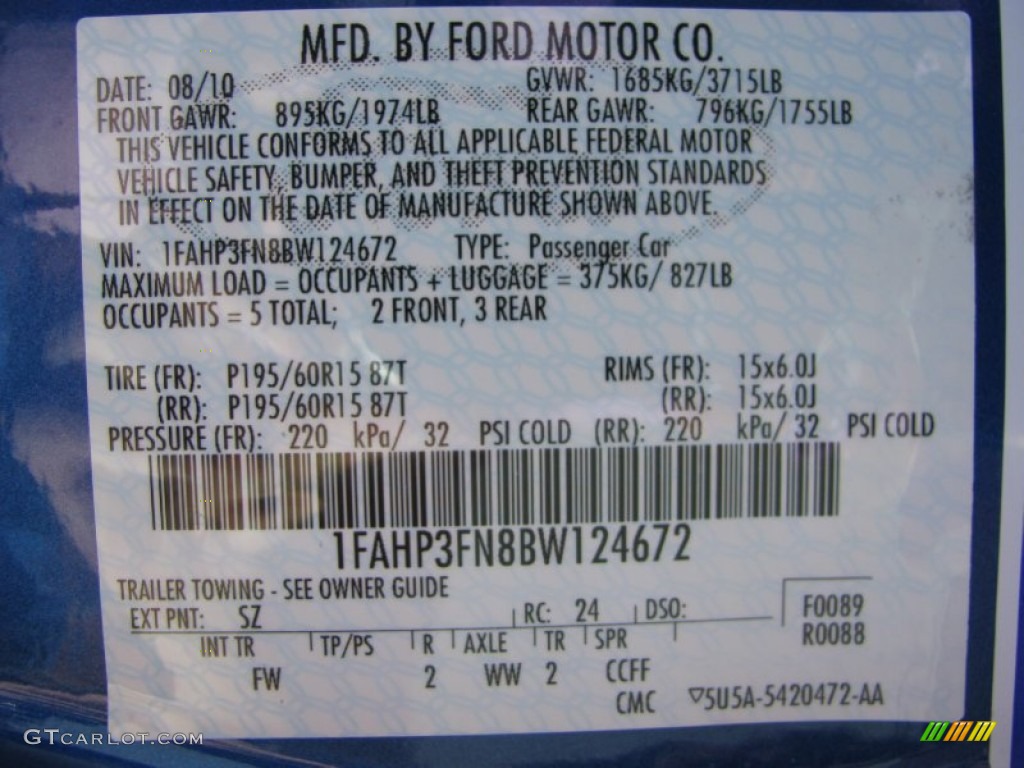 MFD. BY FORD MOTOR CO.
DATE: 08/10 GVWR: 1685KG/3715LB
FRONT GAWR: 895KG/1974LB REAR GAWR: 796KG/1755LB
THIS VEHICLE CONFORMS TO ALL APPLICABLE FEDERAL MOTOR
VEHICLE SAFETY, BUMPER, AND THEFT PREVENTION STANDARDS
IN EFFECT ON THE DATE OF MANUFACTURE SHOWN ABOVE.
VIN: 1FAHP3FN8BW124672 TYPE: Passenger Car
MAXIMUM LOAD = OCCUPANTS + LUGGAGE = 375KG/ 827LB
OCCUPANTS = 5 TOTAL; 2 FRONT, 3 REAR
TIRE (FR): P195/60R15 87T RIMS (FR): 15x6.0J
(RR): P195/60R15 87T (RR): 15x6.0J
PRESSURE (FR): 220 kPa/ 32 PSI COLD (RR): 220 kPa/ 32 PSI COLD
1FAHP3FN8BW124672
TRAILER TOWING - SEE OWNER GUIDE
EXT PNT: SZ RC: 24 DSO: F0089
R0088
INT TR TP/PS R AXLE TR SPR
FW 2 WW 2 CCFF
CMC ▽5U5A-5420472-AA
GTCARLOT.COM